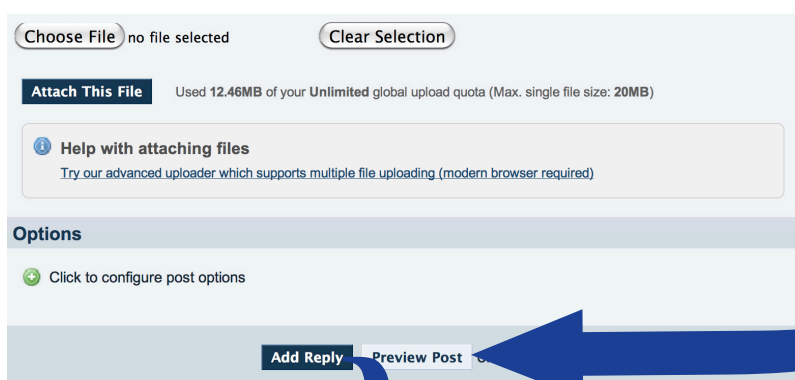 Choose File no file selected Clear Selection
Attach This File Used 12.46MB of your Unlimited global upload quota (Max. single file size: 20MB)
Help with attaching files
Try our advanced uploader which supports multiple file uploading (modern browser required)
Options
Click to configure post options
Add Reply Preview Post